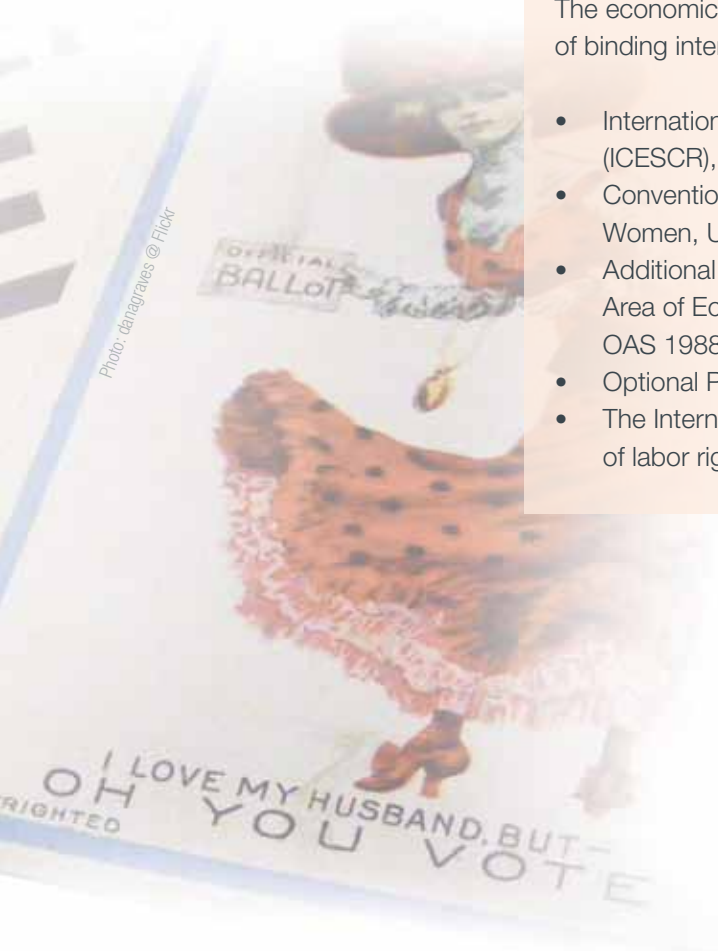 The economic
of binding inter
• Internation
(ICESCR),
• Conventio
Women, U
• Additional
Area of Ec
OAS 1988
• Optional P
• The Intern
of labor rig
Photo: danagraves @ Flickr
OFFICIAL
BALLOT
I LOVE MY HUSBAND, BUT—
OH YOU VOTE
RIGHTED